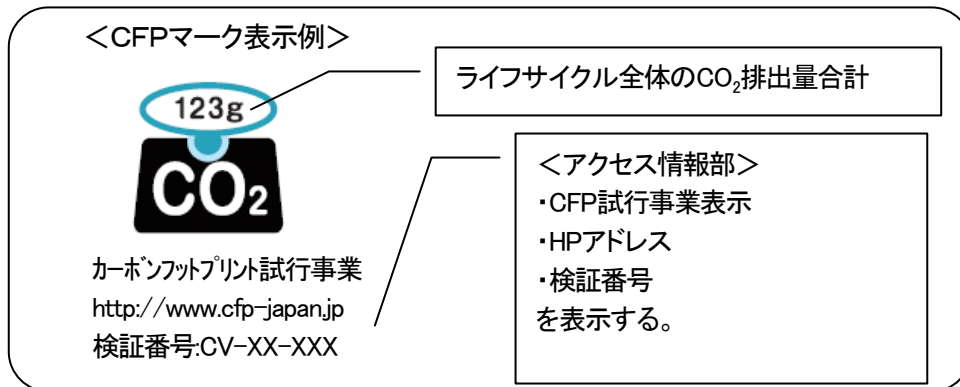 ＜CFPマーク表示例＞
123g
CO₂
カーボンフットプリント試行事業
http://www.cfp-japan.jp
検証番号:CV-XX-XXX
ライフサイクル全体のCO₂排出量合計
＜アクセス情報部＞
・CFP試行事業表示
・HPアドレス
・検証番号
を表示する。